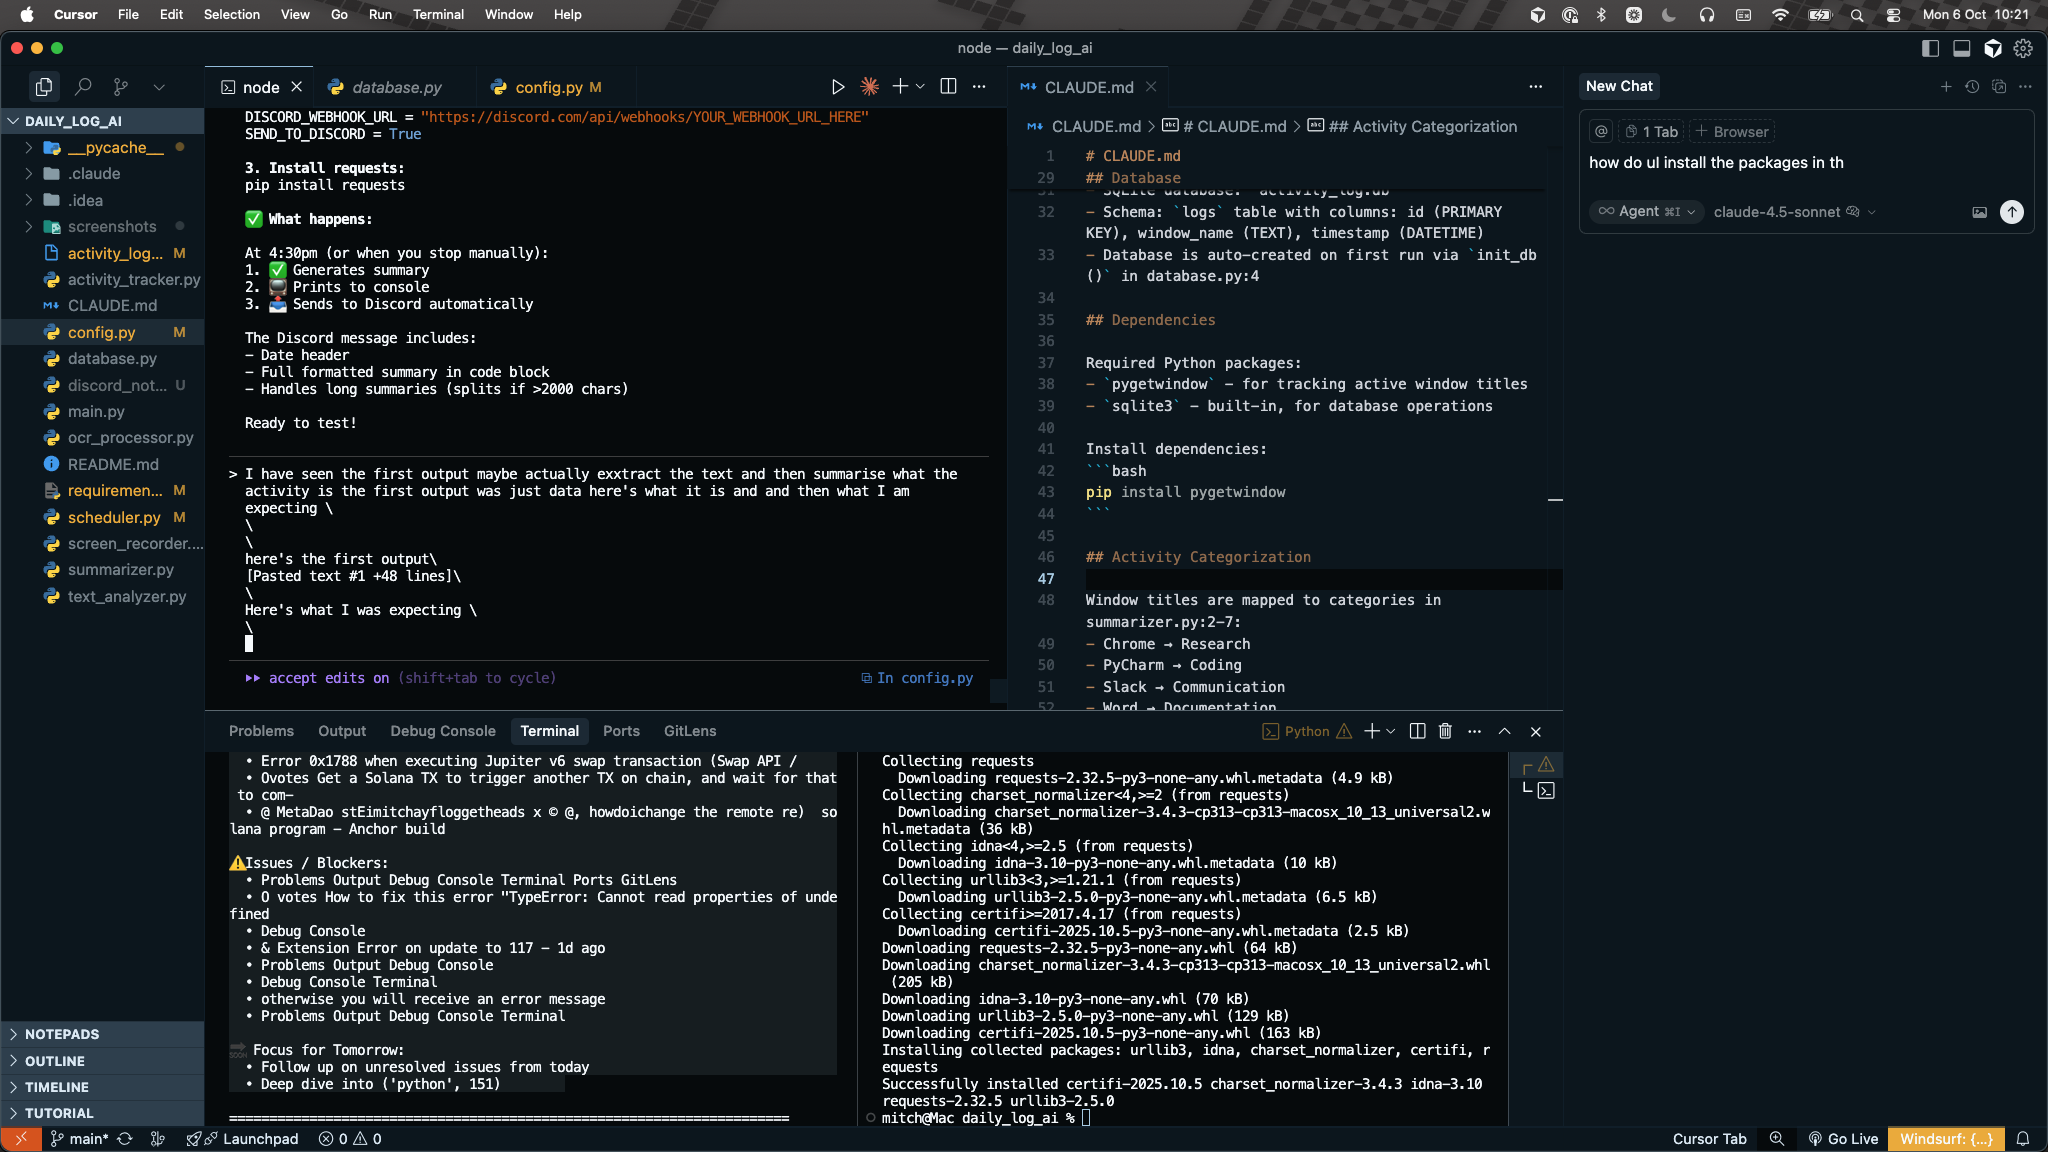 Cursor File Edit Selection View Go Run Terminal Window Help
Mon 6 Oct 10:21
node — daily_log_ai
DAILY_LOG_AI
__pycache__
.claude
.idea
screenshots
activity_log... M
activity_tracker.py
CLAUDE.md
config.py M
database.py
discord_not... U
main.py
ocr_processor.py
README.md
requiremen... M
scheduler.py M
screen_recorder....
summarizer.py
text_analyzer.py
NOTEPADS
OUTLINE
TIMELINE
TUTORIAL
node database.py config.py M
DISCORD_WEBHOOK_URL = "https://discord.com/api/webhooks/YOUR_WEBHOOK_URL_HERE"
SEND_TO_DISCORD = True
3. Install requests:
pip install requests
✅ What happens:
At 4:30pm (or when you stop manually):
1. ✅ Generates summary
2. Prints to console
3. Sends to Discord automatically
The Discord message includes:
- Date header
- Full formatted summary in code block
- Handles long summaries (splits if >2000 chars)
Ready to test!
> I have seen the first output maybe actually exxtract the text and then summarise what the
activity is the first output was just data here's what it is and and then what I am
expecting \
\
\
here's the first output\
[Pasted text #1 +48 lines]\
\
Here's what I was expecting \
\
accept edits on (shift+tab to cycle)
In config.py
CLAUDE.md
CLAUDE.md > # CLAUDE.md > ## Activity Categorization
1 # CLAUDE.md
29 ## Database
31 - SQLite database: `activity_log.db`
32 - Schema: `logs` table with columns: id (PRIMARY
KEY), window_name (TEXT), timestamp (DATETIME)
33 - Database is auto-created on first run via `init_db
()` in database.py:4
34
35 ## Dependencies
36
37 Required Python packages:
38 - `pygetwindow` - for tracking active window titles
39 - `sqlite3` - built-in, for database operations
40
41 Install dependencies:
42 ```bash
43 pip install pygetwindow
44 ```
45
46 ## Activity Categorization
47
48 Window titles are mapped to categories in
summarizer.py:2-7:
49 - Chrome → Research
50 - PyCharm → Coding
51 - Slack → Communication
52 - Word → Documentation
New Chat
@ 1 Tab + Browser
how do ul install the packages in th
Agent ⌘I claude-4.5-sonnet
Problems Output Debug Console Terminal Ports GitLens
Python
• Error 0x1788 when executing Jupiter v6 swap transaction (Swap API /
• Ovotes Get a Solana TX to trigger another TX on chain, and wait for that
to com-
• @ MetaDao stEimitchayfloggetheads x © @, howdoichange the remote re) so
lana program - Anchor build
⚠️Issues / Blockers:
• Problems Output Debug Console Terminal Ports GitLens
• O votes How to fix this error "TypeError: Cannot read properties of unde
fined
• Debug Console
• & Extension Error on update to 117 - 1d ago
• Problems Output Debug Console
• Debug Console Terminal
• otherwise you will receive an error message
• Problems Output Debug Console Terminal
🔜 Focus for Tomorrow:
• Follow up on unresolved issues from today
• Deep dive into ('python', 151)
======================================================================
Collecting requests
Downloading requests-2.32.5-py3-none-any.whl.metadata (4.9 kB)
Collecting charset_normalizer<4,>=2 (from requests)
Downloading charset_normalizer-3.4.3-cp313-cp313-macosx_10_13_universal2.w
hl.metadata (36 kB)
Collecting idna<4,>=2.5 (from requests)
Downloading idna-3.10-py3-none-any.whl.metadata (10 kB)
Collecting urllib3<3,>=1.21.1 (from requests)
Downloading urllib3-2.5.0-py3-none-any.whl.metadata (6.5 kB)
Collecting certifi>=2017.4.17 (from requests)
Downloading certifi-2025.10.5-py3-none-any.whl.metadata (2.5 kB)
Downloading requests-2.32.5-py3-none-any.whl (64 kB)
Downloading charset_normalizer-3.4.3-cp313-cp313-macosx_10_13_universal2.whl
(205 kB)
Downloading idna-3.10-py3-none-any.whl (70 kB)
Downloading urllib3-2.5.0-py3-none-any.whl (129 kB)
Downloading certifi-2025.10.5-py3-none-any.whl (163 kB)
Installing collected packages: urllib3, idna, charset_normalizer, certifi, r
equests
Successfully installed certifi-2025.10.5 charset_normalizer-3.4.3 idna-3.10
requests-2.32.5 urllib3-2.5.0
mitch@Mac daily_log_ai %
main* Launchpad 0 0
Cursor Tab Go Live Windsurf: {...}